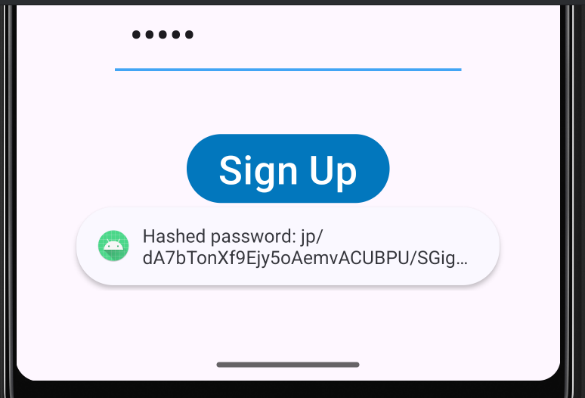 •••••
Sign Up
Hashed password: jp/
dA7bTonXf9Ejy5oAemvACUBPU/SGig...